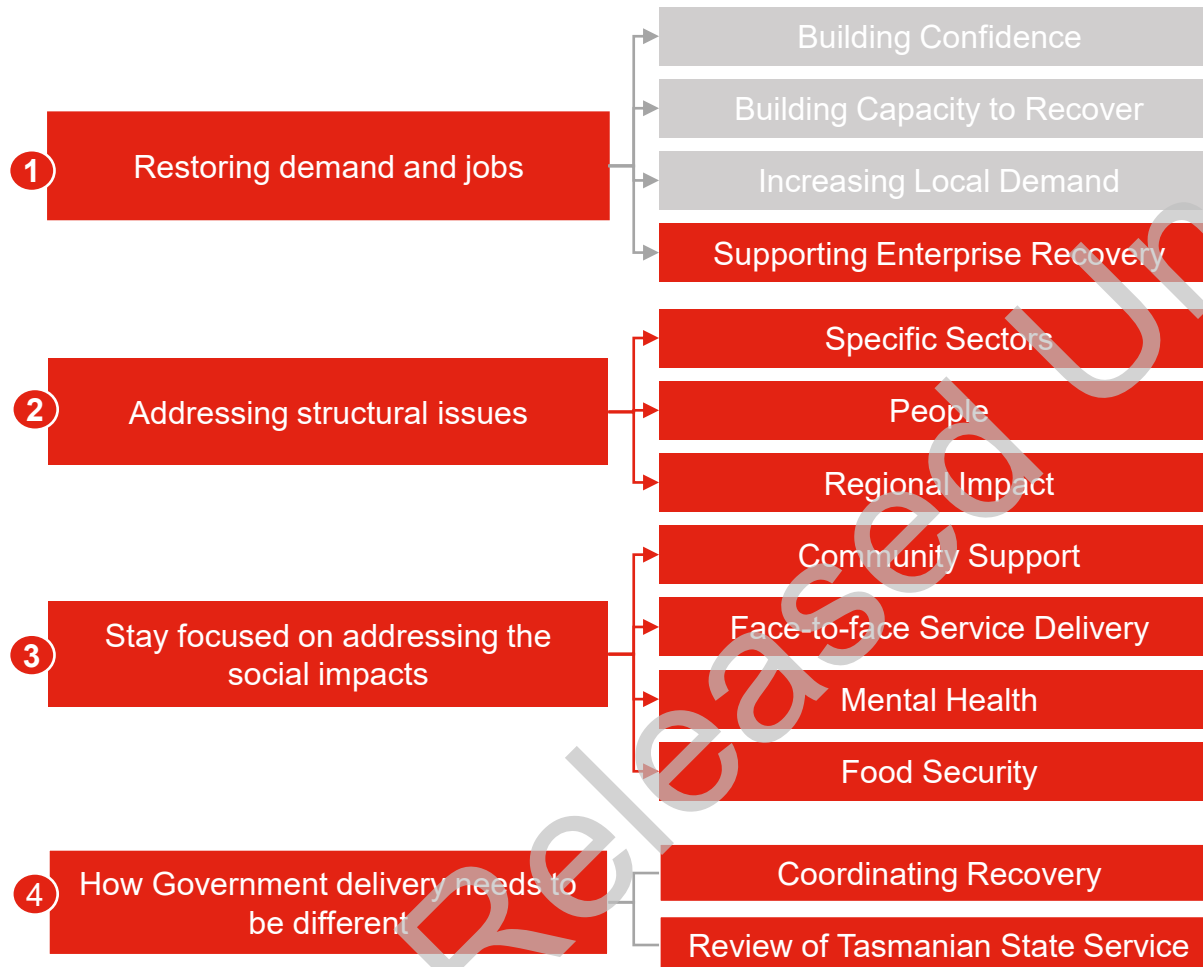 1
Restoring demand and jobs
Building Confidence
Building Capacity to Recover
Increasing Local Demand
Supporting Enterprise Recovery
2
Addressing structural issues
Specific Sectors
People
Regional Impact
3
Stay focused on addressing the
social impacts
Community Support
Face-to-face Service Delivery
Mental Health
Food Security
4
How Government delivery needs to
be different
Coordinating Recovery
Review of Tasmanian State Service
Released